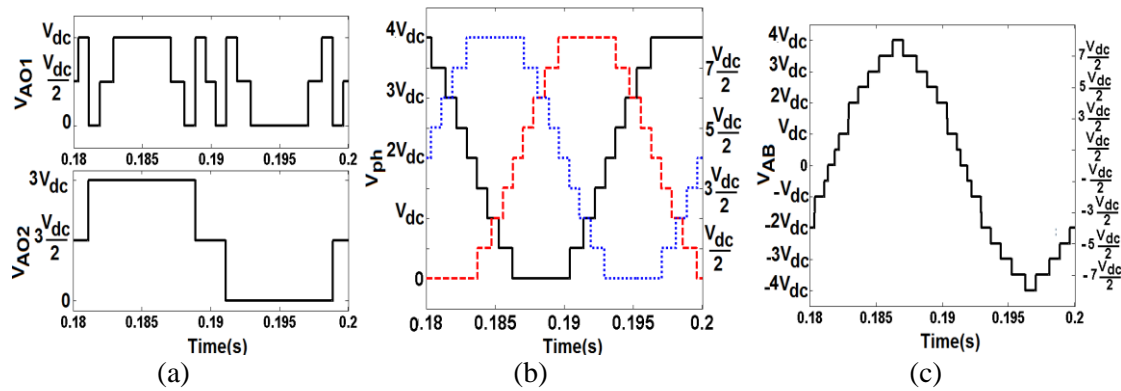 V_AO1
V_dc
V_dc/2
0
0.18 0.185 0.19 0.195 0.2
V_AO2
3V_dc
3V_dc/2
0
0.18 0.185 0.19 0.195 0.2
Time(s)
(a)
V_ph
4V_dc
3V_dc
2V_dc
V_dc
0
7V_dc/2
5V_dc/2
3V_dc/2
V_dc/2
0.18 0.185 0.19 0.195 0.2
Time(s)
(b)
V_AB
4V_dc
3V_dc
2V_dc
V_dc
0
-V_dc
-2V_dc
-3V_dc
-4V_dc
7V_dc/2
5V_dc/2
3V_dc/2
V_dc/2
-V_dc/2
-3V_dc/2
-5V_dc/2
-7V_dc/2
0.18 0.185 0.19 0.195 0.2
Time(s)
(c)